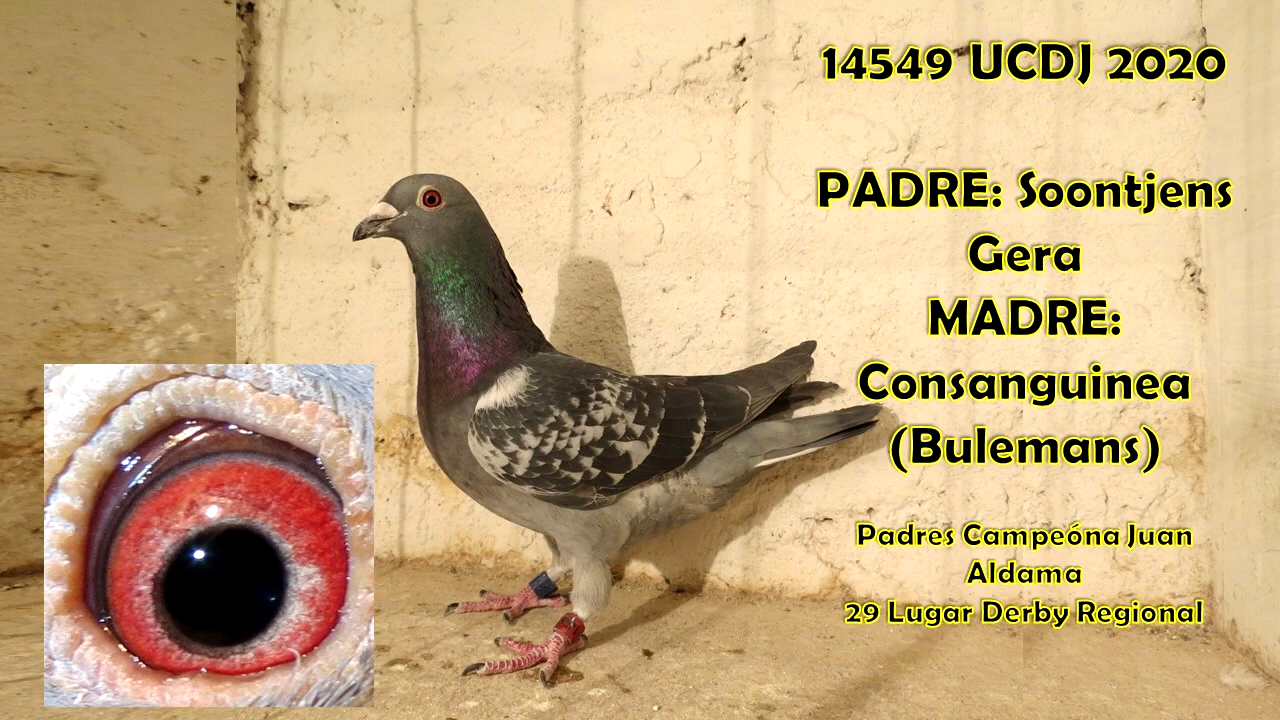 14549 UCDJ 2020
PADRE: Soontjens
Gera
MADRE:
Consanguinea
(Bulemans)
Padres Campeóna Juan
Aldama
29 Lugar Derby Regional